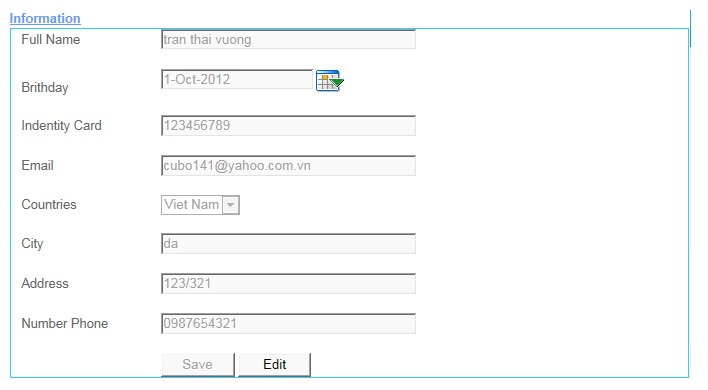 Information
Full Name tran thai vuong
Brithday 1-Oct-2012
Indentity Card 123456789
Email cubo141@yahoo.com.vn
Countries Viet Nam
City da
Address 123/321
Number Phone 0987654321
Save Edit